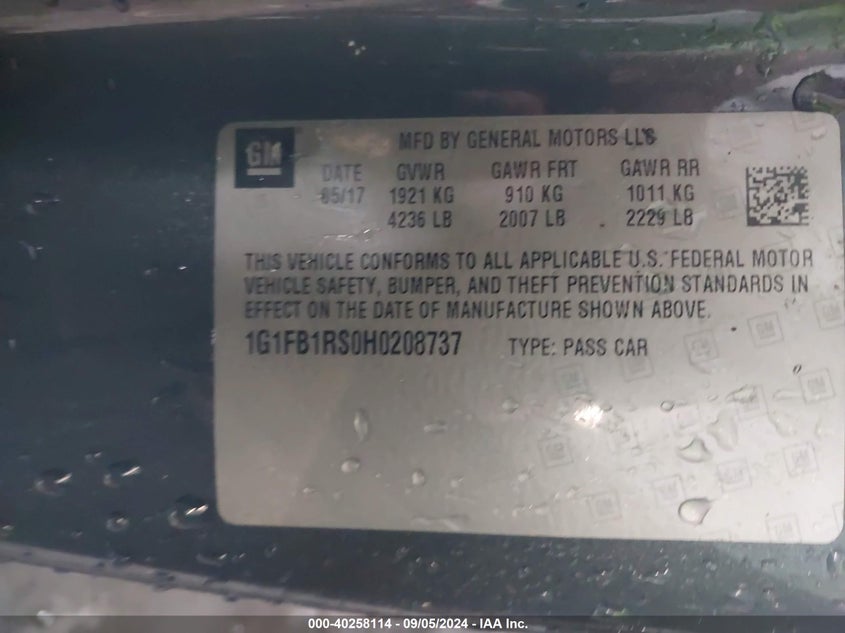 GM
MFD BY GENERAL MOTORS LLC
DATE GVWR GAWR FRT GAWR RR
05/17 1921 KG 910 KG 1011 KG
4236 LB 2007 LB 2229 LB
THIS VEHICLE CONFORMS TO ALL APPLICABLE U.S. FEDERAL MOTOR
VEHICLE SAFETY, BUMPER, AND THEFT PREVENTION STANDARDS IN
EFFECT ON THE DATE OF MANUFACTURE SHOWN ABOVE.
1G1FB1RS0H0208737 TYPE: PASS CAR
000-40258114 - 09/05/2024 - IAA Inc.